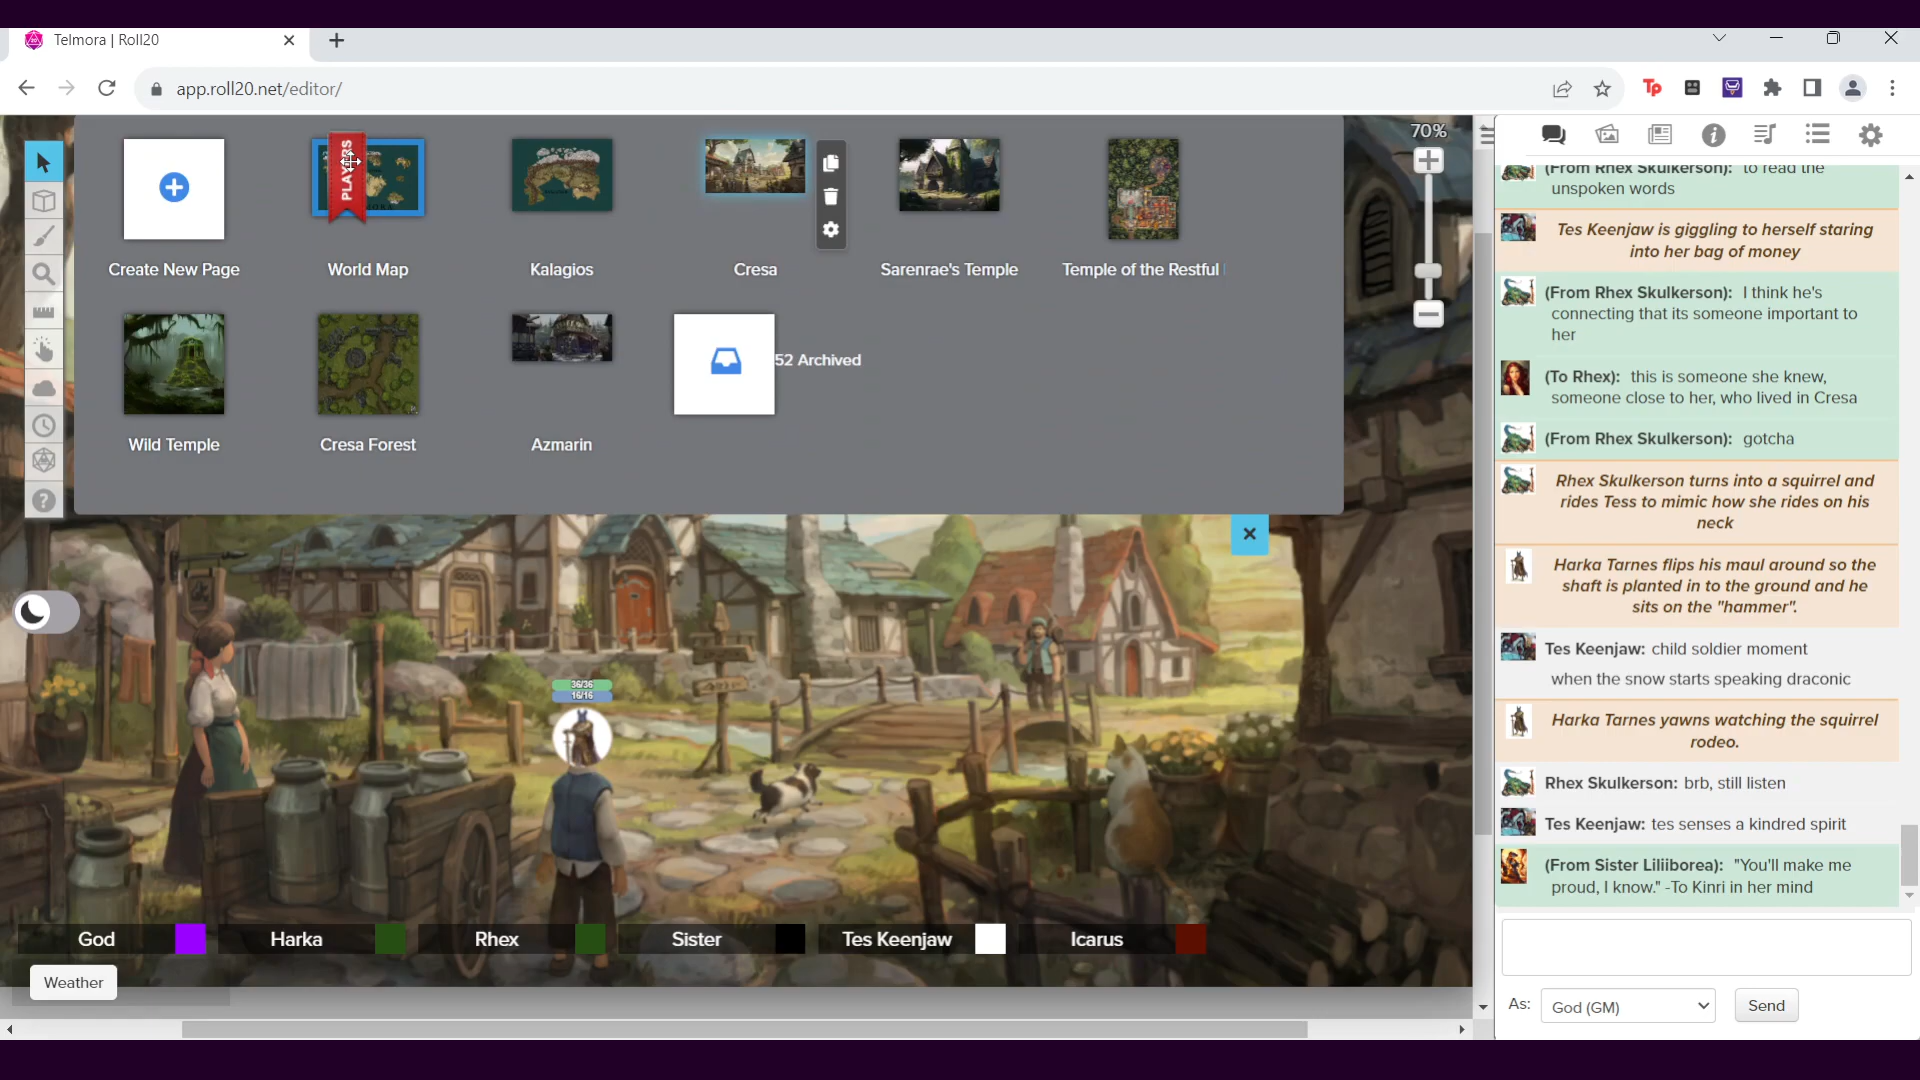 Telmora | Roll20
app.roll20.net/editor/
Tp
PLAYERS
Create New Page
World Map
Kalagios
Cresa
Sarenrae's Temple
Temple of the Restful
Wild Temple
Cresa Forest
Azmarin
52 Archived
70%
36/36
16/16
God
Harka
Rhex
Sister
Tes Keenjaw
Icarus
Weather
(From Rhex Skulkerson): to read the
unspoken words
Tes Keenjaw is giggling to herself staring
into her bag of money
(From Rhex Skulkerson): I think he's
connecting that its someone important to
her
(To Rhex): this is someone she knew,
someone close to her, who lived in Cresa
(From Rhex Skulkerson): gotcha
Rhex Skulkerson turns into a squirrel and
rides Tess to mimic how she rides on his
neck
Harka Tarnes flips his maul around so the
shaft is planted in to the ground and he
sits on the "hammer".
Tes Keenjaw: child soldier moment
when the snow starts speaking draconic
Harka Tarnes yawns watching the squirrel
rodeo.
Rhex Skulkerson: brb, still listen
Tes Keenjaw: tes senses a kindred spirit
(From Sister Liliiborea): "You'll make me
proud, I know." -To Kinri in her mind
As:
God (GM)
Send